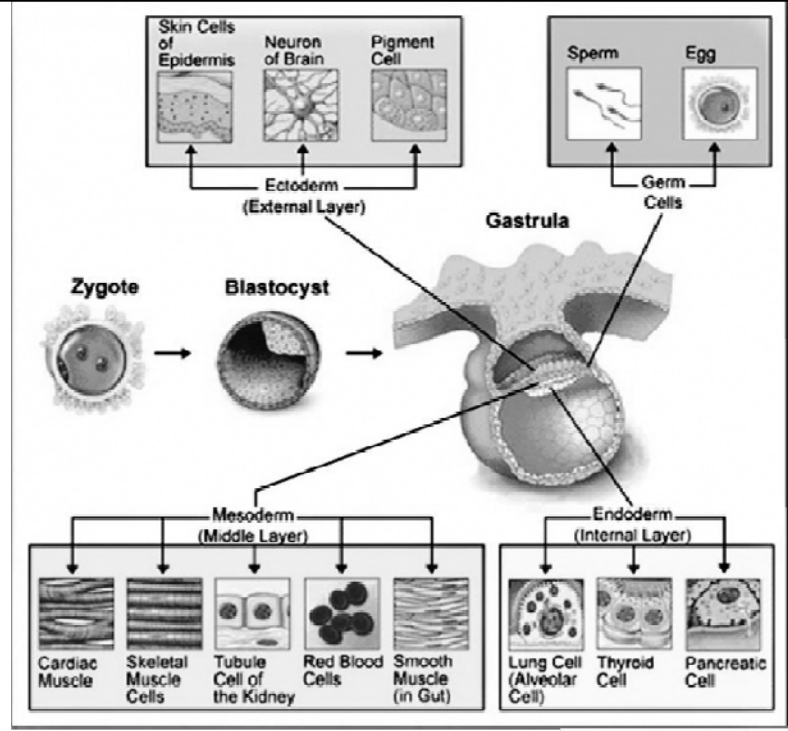 Skin Cells
of
Epidermis
Neuron
of Brain
Pigment
Cell
Sperm
Egg
Ectoderm
(External Layer)
Germ
Cells
Gastrula
Zygote
Blastocyst
Mesoderm
(Middle Layer)
Endoderm
(Internal Layer)
Cardiac
Muscle
Skeletal
Muscle
Cells
Tubule
Cell of
the Kidney
Red Blood
Cells
Smooth
Muscle
(in Gut)
Lung Cell
(Alveolar
Cell)
Thyroid
Cell
Pancreatic
Cell